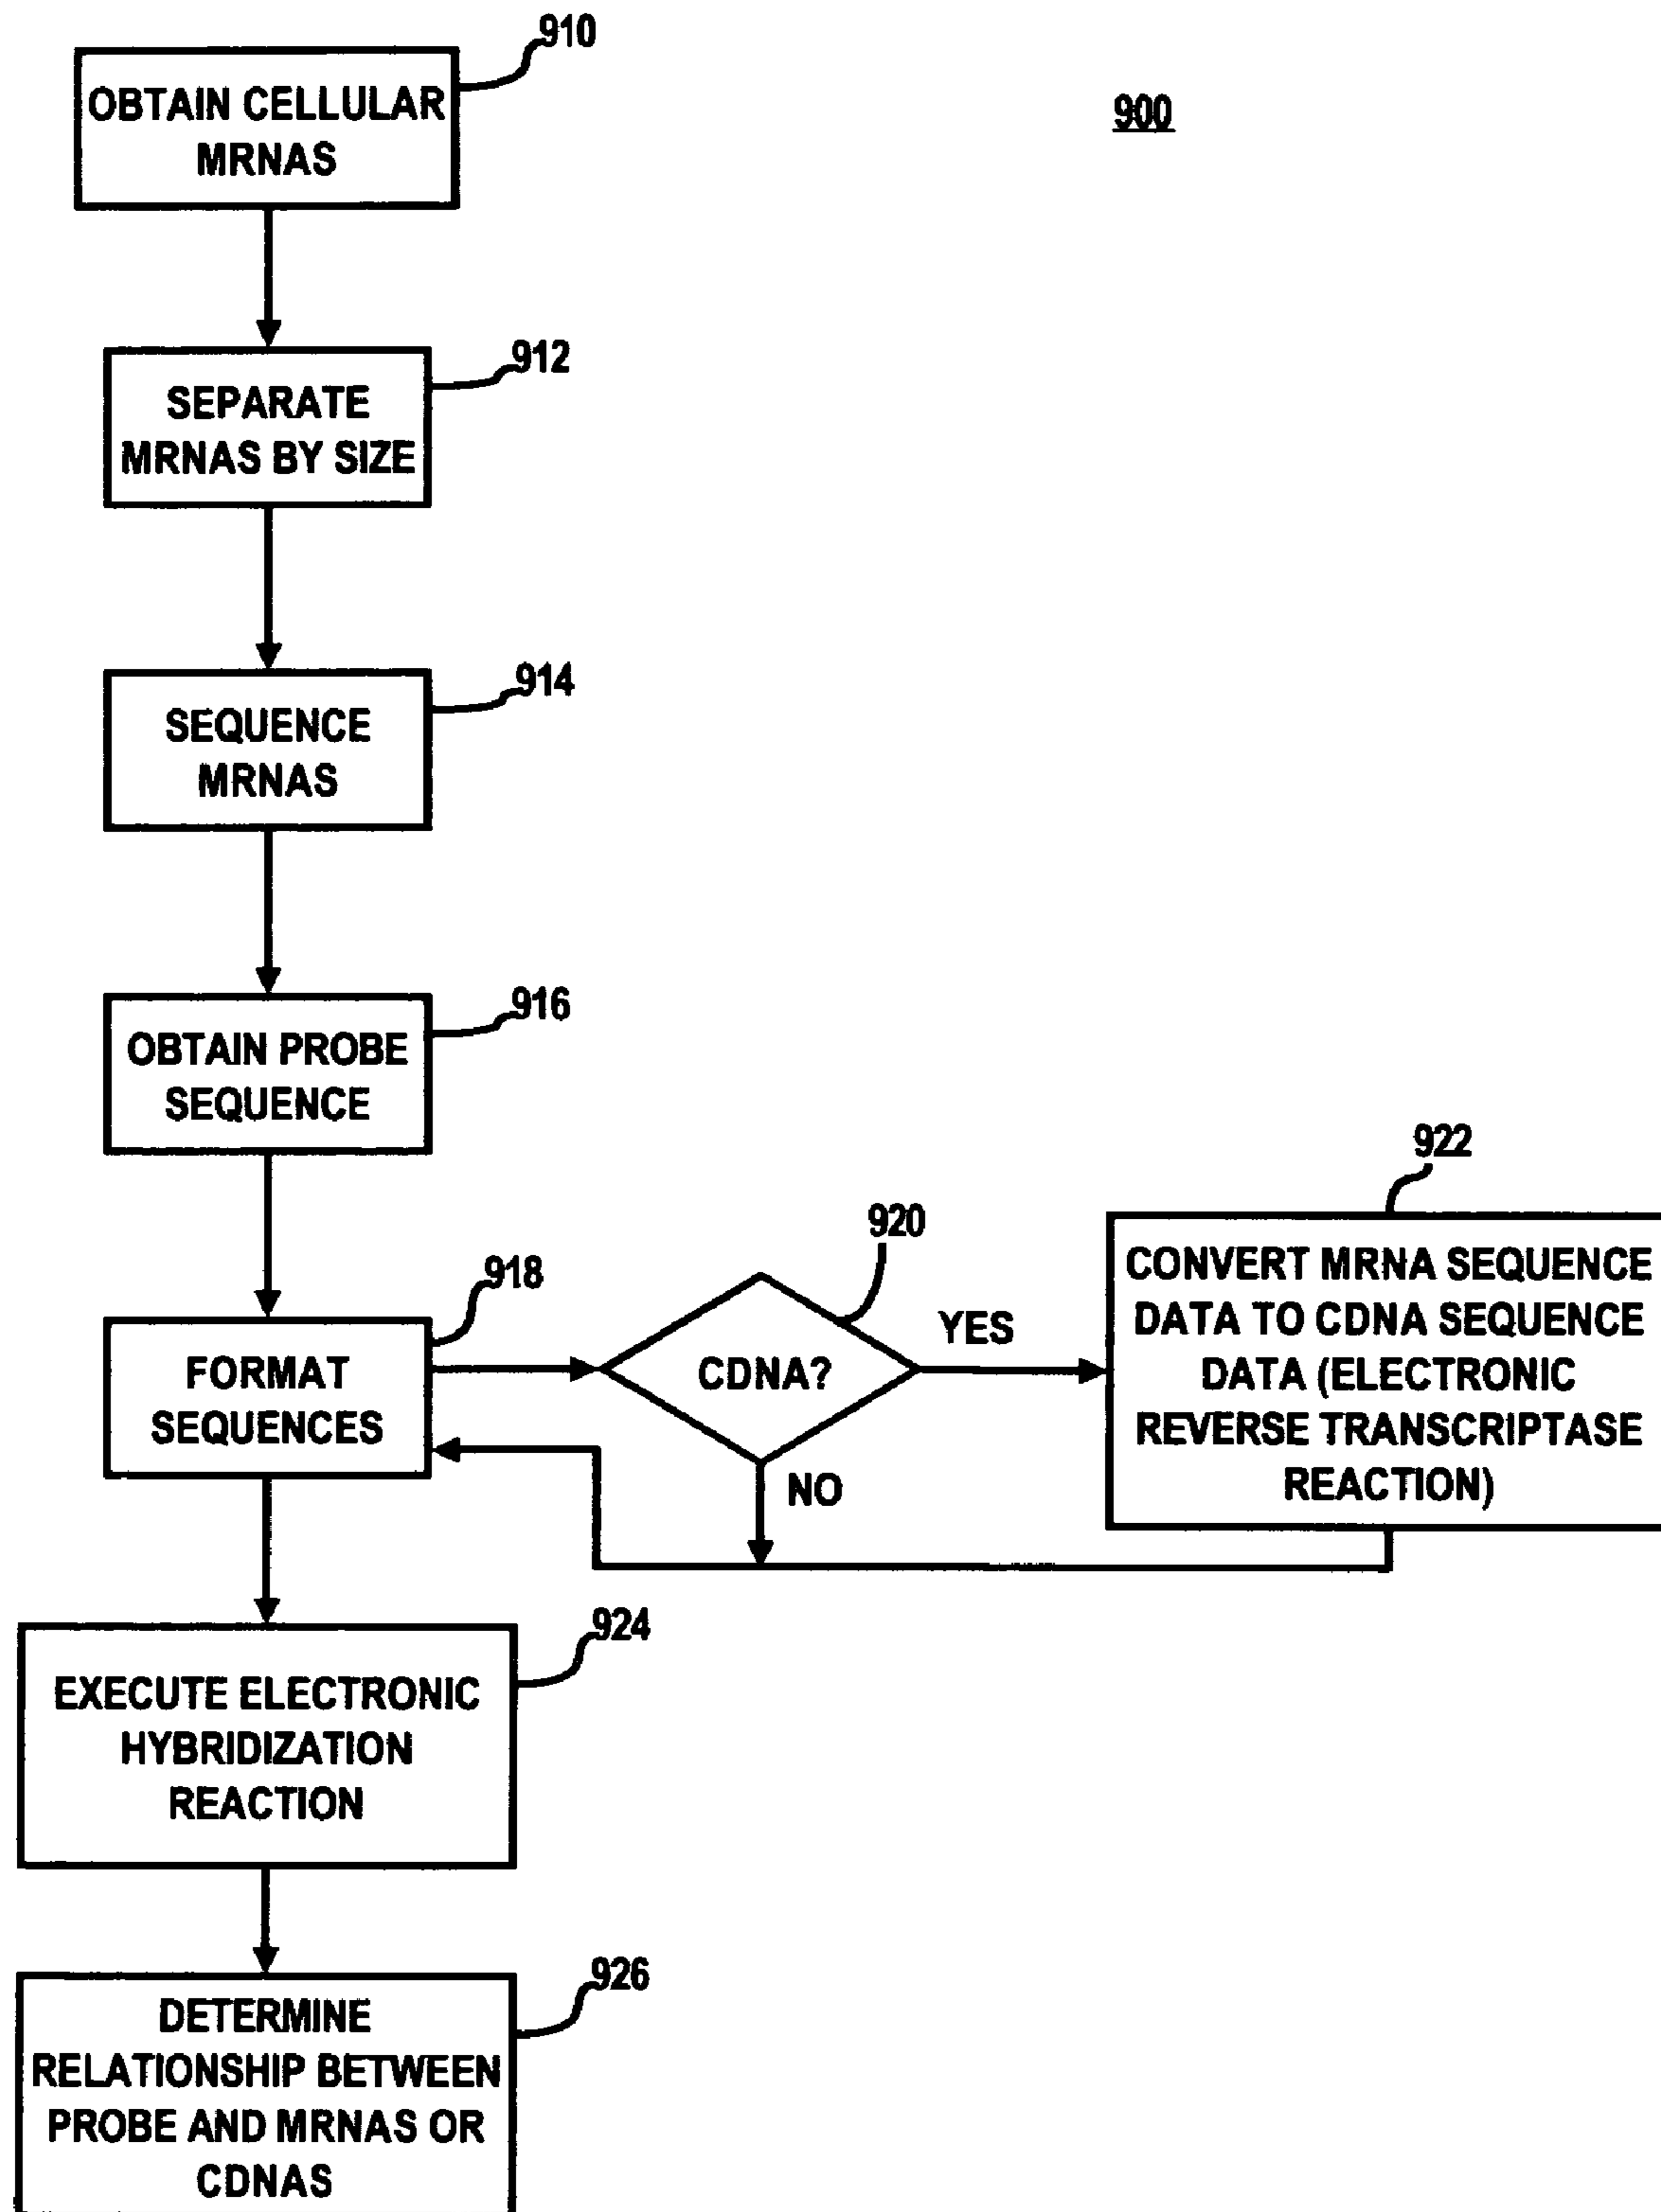 910
OBTAIN CELLULAR
MRNAS
900
912
SEPARATE
MRNAS BY SIZE
914
SEQUENCE
MRNAS
916
OBTAIN PROBE
SEQUENCE
918
FORMAT
SEQUENCES
920
CDNA?
YES
NO
922
CONVERT MRNA SEQUENCE
DATA TO CDNA SEQUENCE
DATA (ELECTRONIC
REVERSE TRANSCRIPTASE
REACTION)
924
EXECUTE ELECTRONIC
HYBRIDIZATION
REACTION
926
DETERMINE
RELATIONSHIP BETWEEN
PROBE AND MRNAS OR
CDNAS